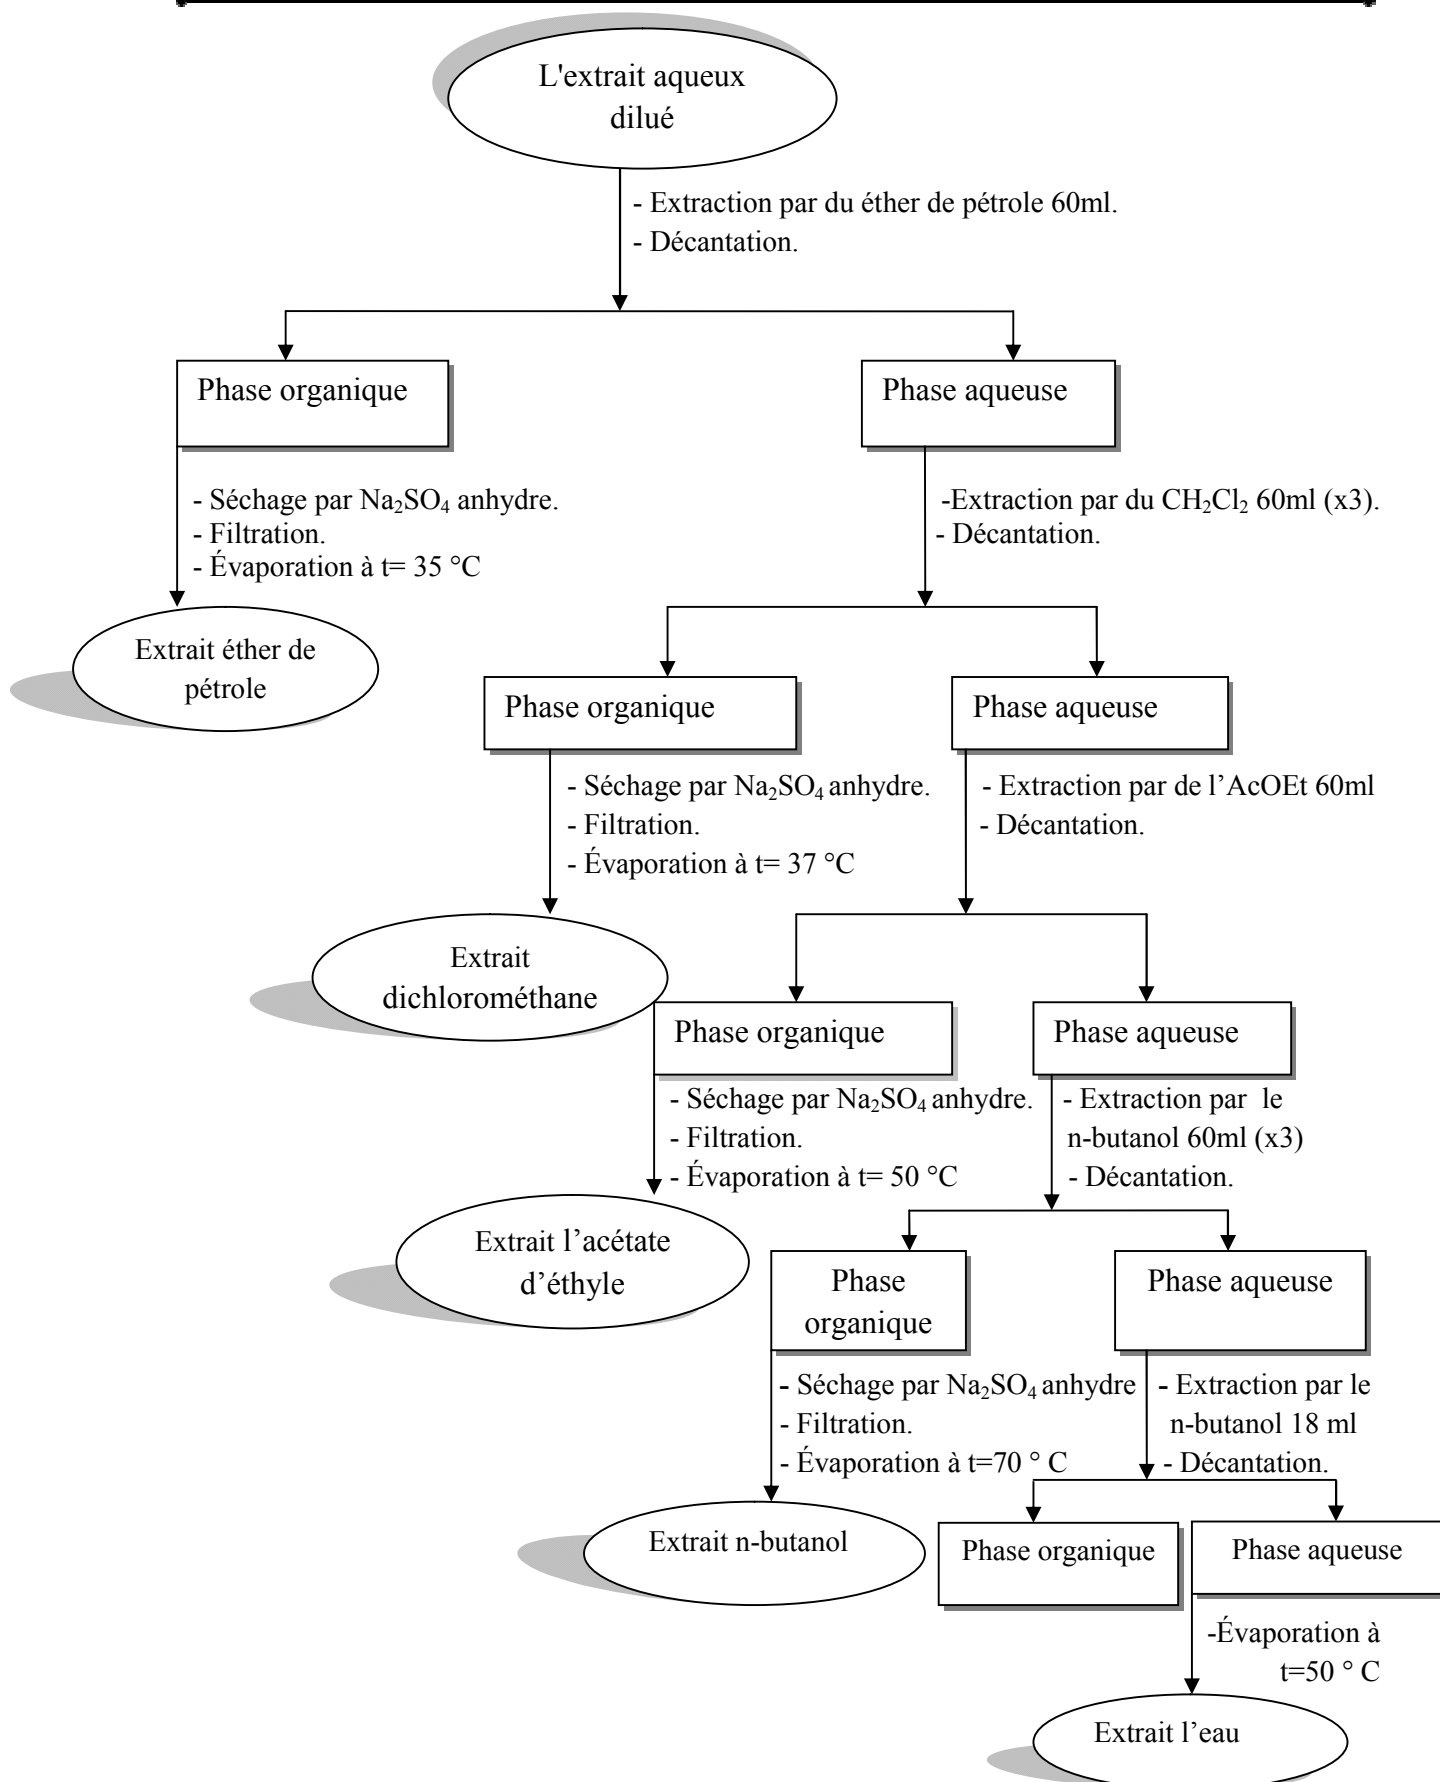 L'extrait aqueux
dilué
- Extraction par du éther de pétrole 60ml.
- Décantation.
Phase organique
Phase aqueuse
- Séchage par Na₂SO₄ anhydre.
- Filtration.
- Évaporation à t= 35 °C
-Extraction par du CH₂Cl₂ 60ml (x3).
- Décantation.
Extrait éther de
pétrole
Phase organique
Phase aqueuse
- Séchage par Na₂SO₄ anhydre.
- Filtration.
- Évaporation à t= 37 °C
- Extraction par de l’AcOEt 60ml
- Décantation.
Extrait
dichlorométhane
Phase organique
Phase aqueuse
- Séchage par Na₂SO₄ anhydre.
- Filtration.
- Évaporation à t= 50 °C
- Extraction par le
n-butanol 60ml (x3)
- Décantation.
Extrait l’acétate
d’éthyle
Phase
organique
Phase aqueuse
- Séchage par Na₂SO₄ anhydre
- Filtration.
- Évaporation à t=70 ° C
- Extraction par le
n-butanol 18 ml
- Décantation.
Extrait n-butanol
Phase organique
Phase aqueuse
-Évaporation à
t=50 ° C
Extrait l’eau